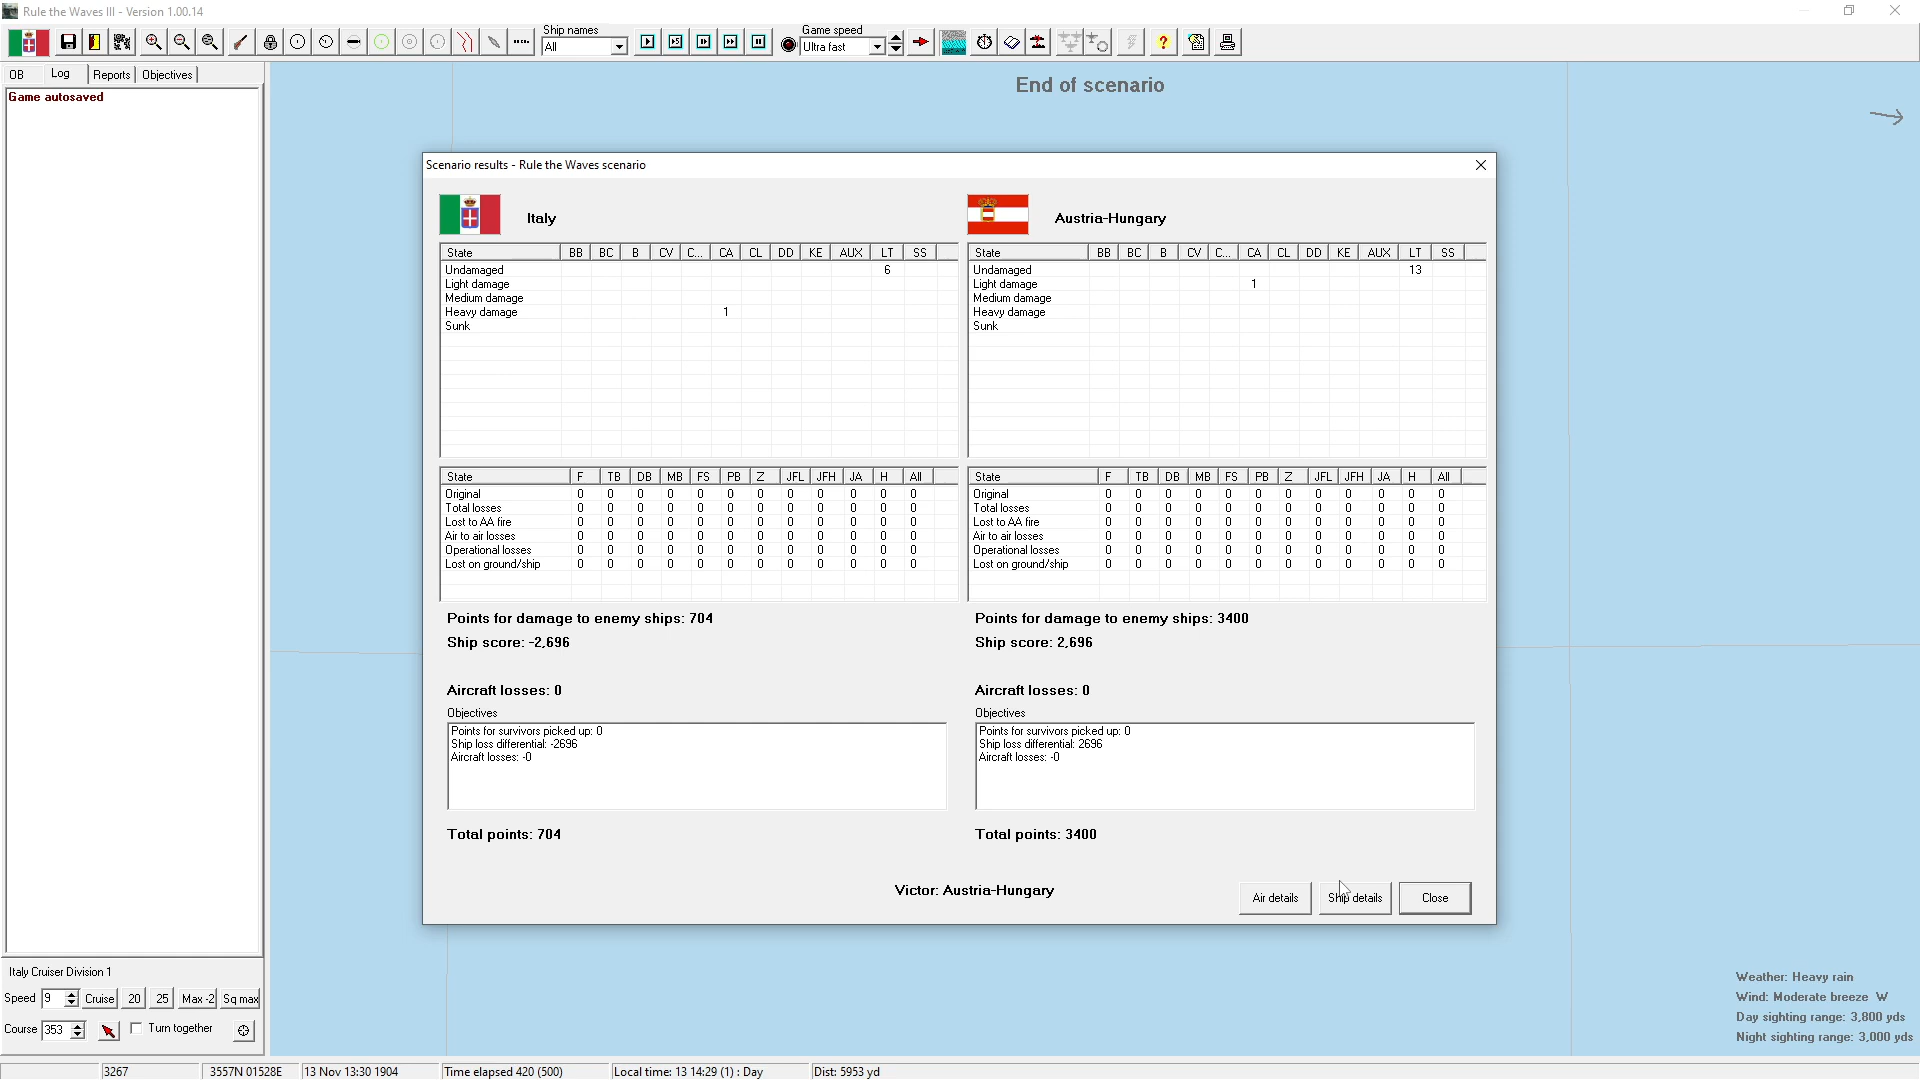 Rule the Waves III - Version 1.00.14
Ship names
All
Game speed
Ultra fast
OB Log Reports Objectives
Game autosaved
End of scenario
Scenario results - Rule the Waves scenario
Italy
State BB BC B CV C... CA CL DD KE AUX LT SS
Undamaged 6
Light damage
Medium damage
Heavy damage 1
Sunk
State F TB DB MB FS PB Z JFL JFH JA H All
Original 0 0 0 0 0 0 0 0 0 0 0 0
Total losses 0 0 0 0 0 0 0 0 0 0 0 0
Lost to AA fire 0 0 0 0 0 0 0 0 0 0 0 0
Air to air losses 0 0 0 0 0 0 0 0 0 0 0 0
Operational losses 0 0 0 0 0 0 0 0 0 0 0 0
Lost on ground/ship 0 0 0 0 0 0 0 0 0 0 0 0
Points for damage to enemy ships: 704
Ship score: -2,696
Aircraft losses: 0
Objectives
Points for survivors picked up: 0
Ship loss differential: -2696
Aircraft losses: -0
Total points: 704
Austria-Hungary
State BB BC B CV C... CA CL DD KE AUX LT SS
Undamaged 13
Light damage 1
Medium damage
Heavy damage
Sunk
State F TB DB MB FS PB Z JFL JFH JA H All
Original 0 0 0 0 0 0 0 0 0 0 0 0
Total losses 0 0 0 0 0 0 0 0 0 0 0 0
Lost to AA fire 0 0 0 0 0 0 0 0 0 0 0 0
Air to air losses 0 0 0 0 0 0 0 0 0 0 0 0
Operational losses 0 0 0 0 0 0 0 0 0 0 0 0
Lost on ground/ship 0 0 0 0 0 0 0 0 0 0 0 0
Points for damage to enemy ships: 3400
Ship score: 2,696
Aircraft losses: 0
Objectives
Points for survivors picked up: 0
Ship loss differential: 2696
Aircraft losses: -0
Total points: 3400
Victor: Austria-Hungary
Air details Ship details Close
Italy Cruiser Division 1
Speed 9 Cruise 20 25 Max -2 Sq max
Course 353 Turn together
Weather: Heavy rain
Wind: Moderate breeze W
Day sighting range: 3,800 yds
Night sighting range: 3,000 yds
3267 3557N 01528E 13 Nov 13:30 1904 Time elapsed 420 (500) Local time: 13 14:29 (1) : Day Dist: 5953 yd